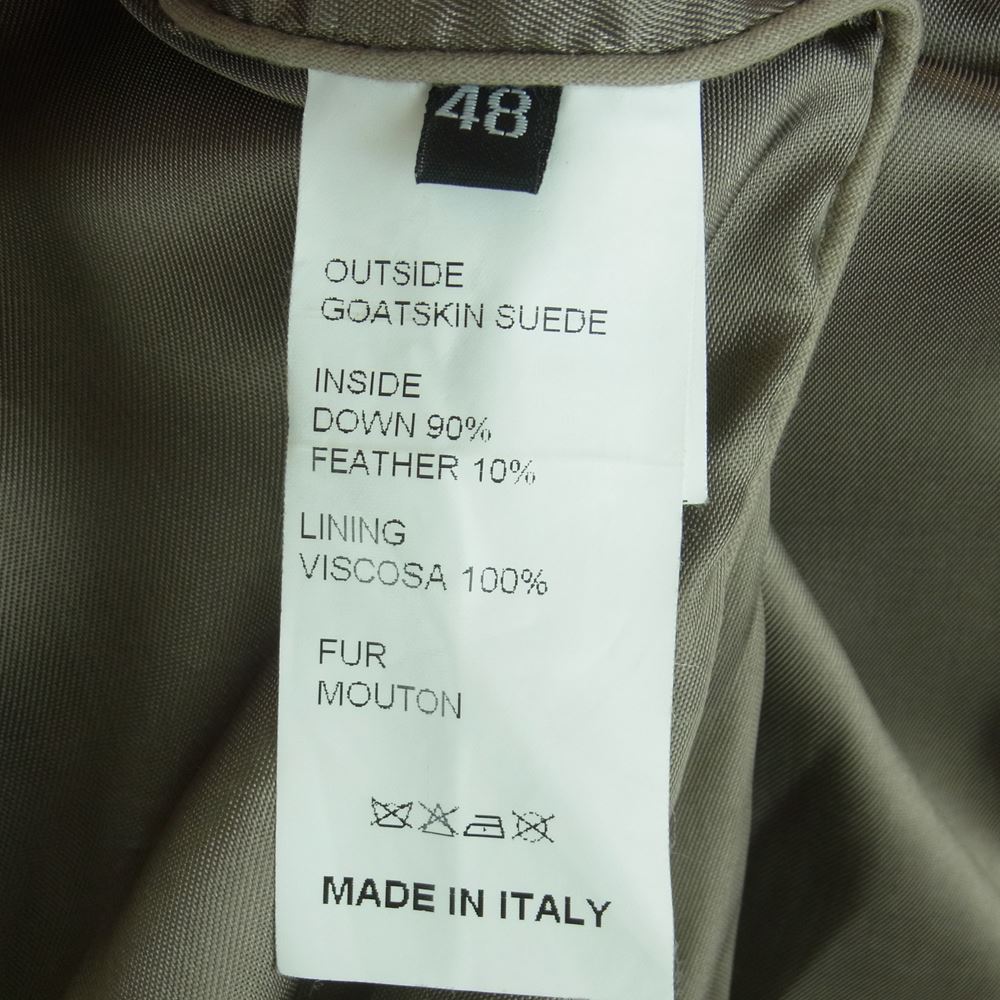 48
OUTSIDE
GOATSKIN SUEDE
INSIDE
DOWN 90%
FEATHER 10%
LINING
VISCOSA 100%
FUR
MOUTON
MADE IN ITALY